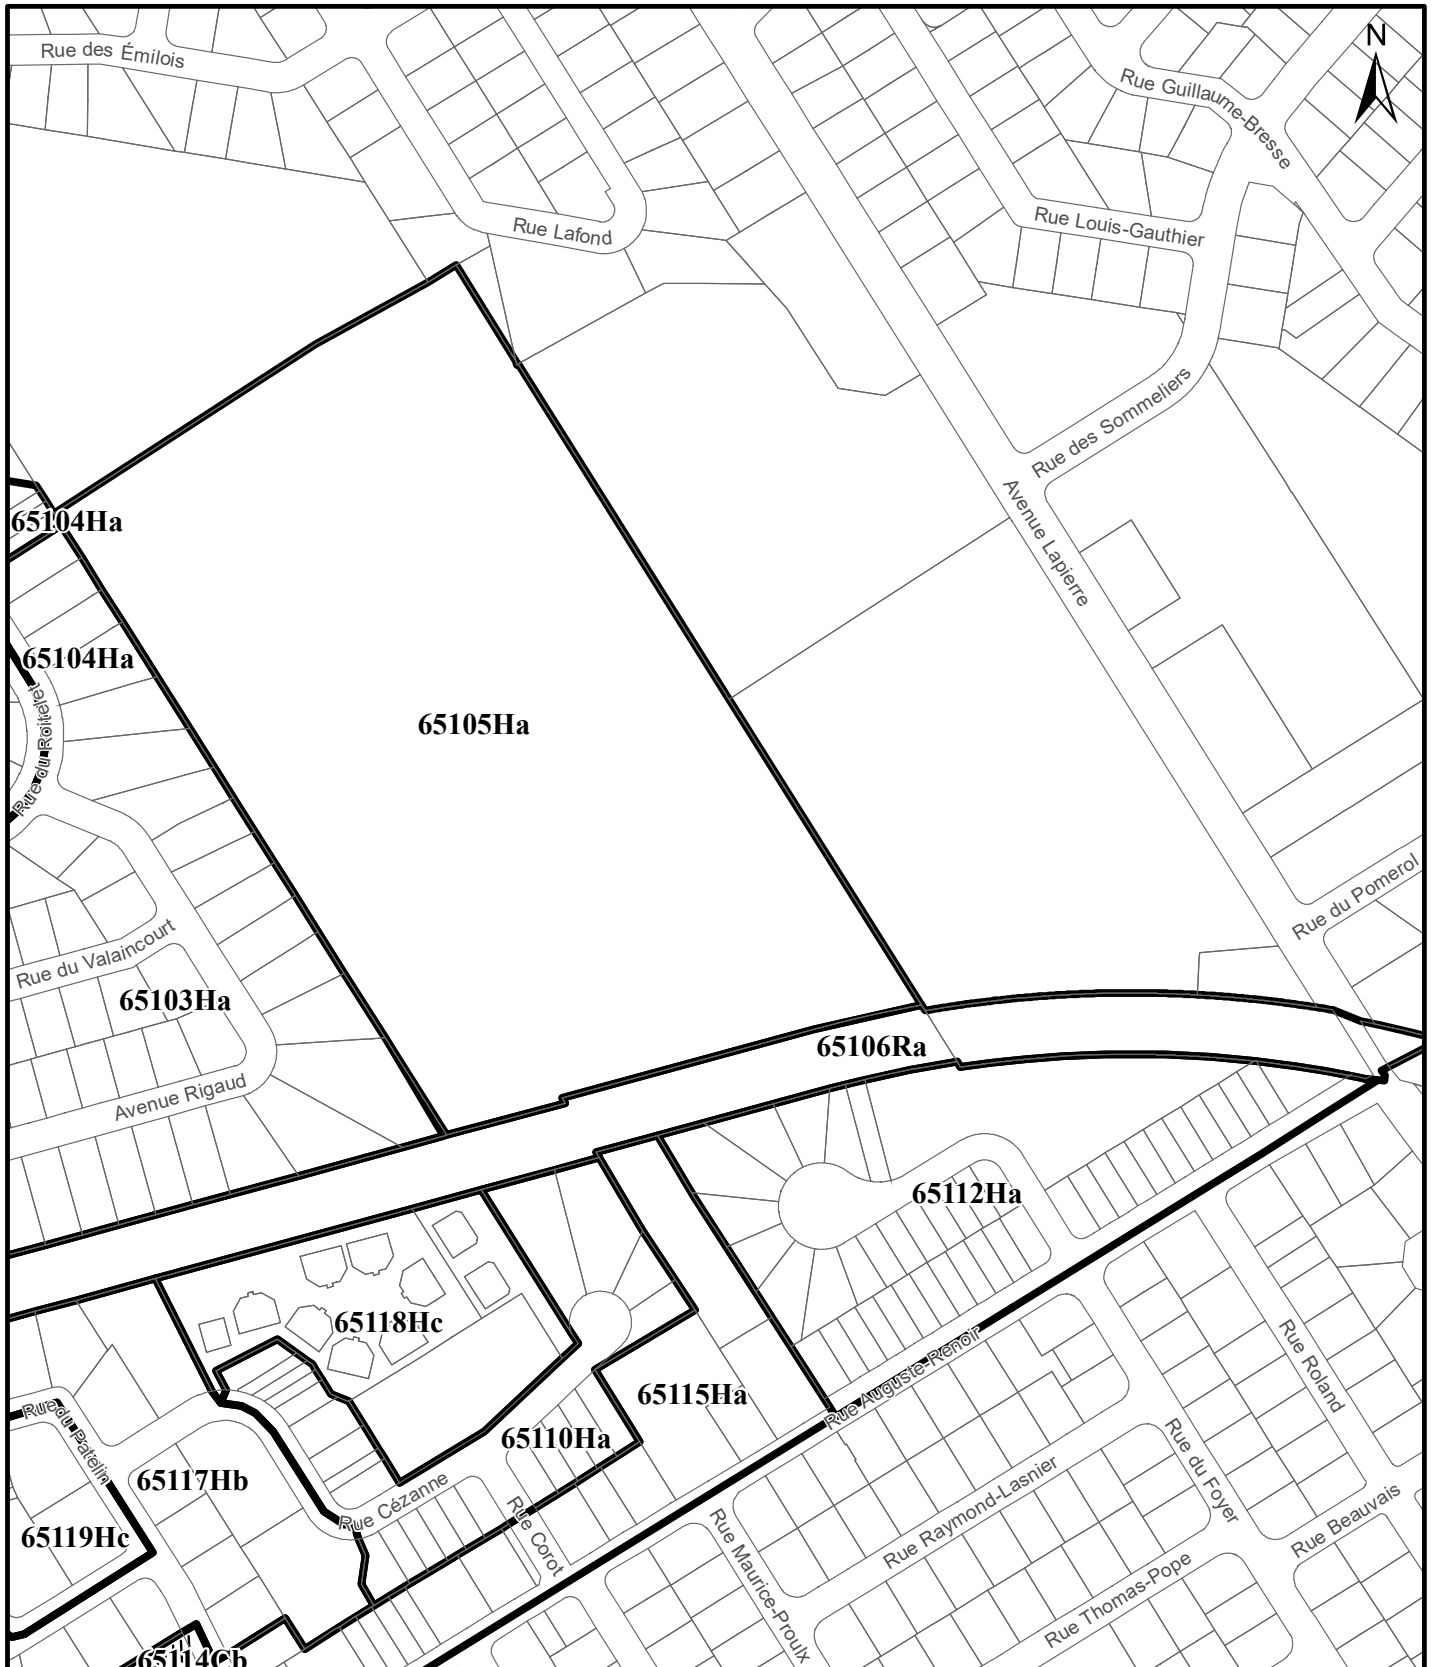 Rue des Émilois
N
Rue Guillaume-Bresse
Rue Lafond
Rue Louis-Gauthier
Rue des Sommeliers
65104Ha
Avenue Lapierre
65104Ha
Rue du Roitelet
65105Ha
Rue du Pomerol
Rue du Valaincourt
65103Ha
65106Ra
Avenue Rigaud
65112Ha
65118Hc
Rue Roland
Rue Auguste-Renoir
65115Ha
Rue du Patelin
65110Ha
65117Hb
Rue Cézanne
Rue du Foyer
Rue Raymond-Lasnier
Rue Corot
Rue Beauvais
65119Hc
Rue Maurice-Proulx
Rue Thomas-Pope
65114Cb